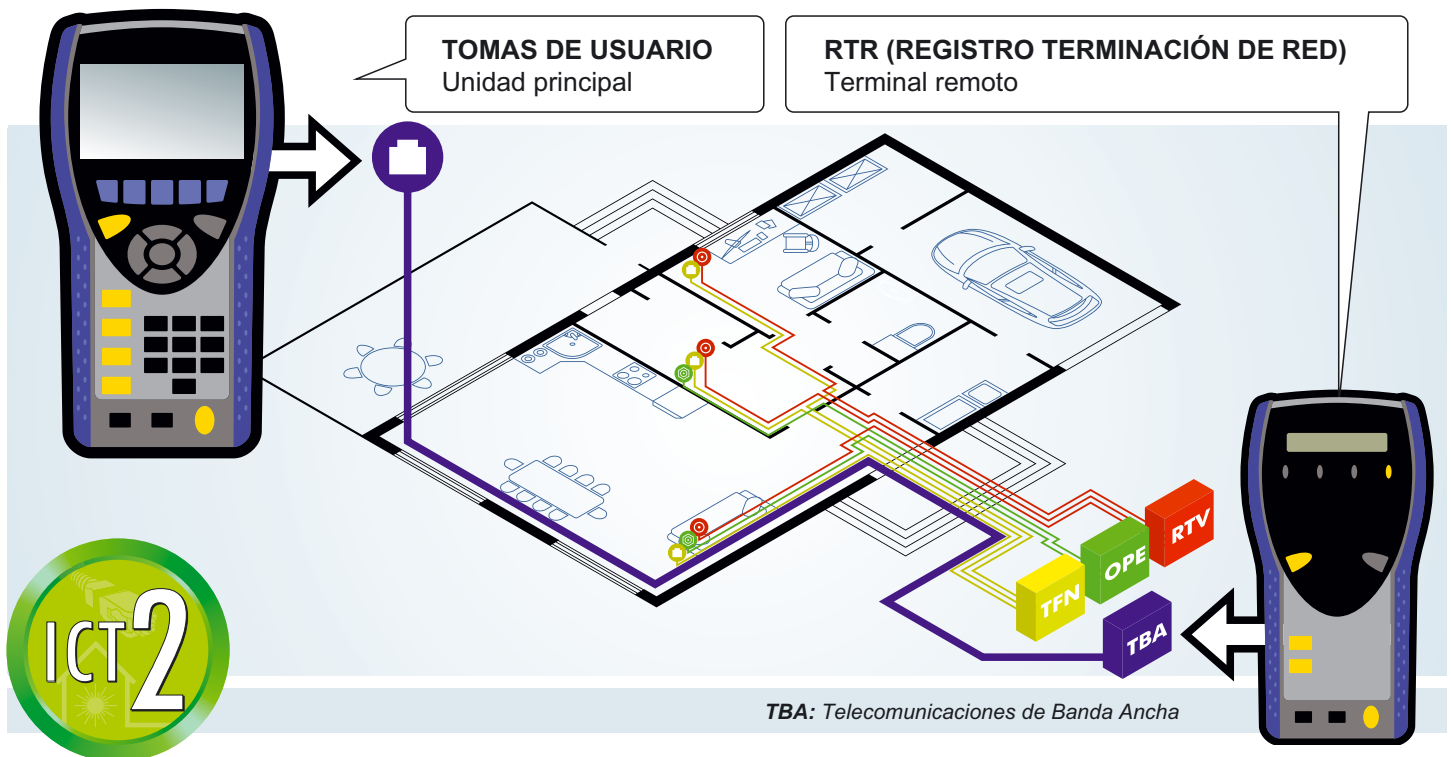 TOMAS DE USUARIO
Unidad principal
RTR (REGISTRO TERMINACIÓN DE RED)
Terminal remoto
RTV
OPE
TFN
TBA
ICT2
TBA: Telecomunicaciones de Banda Ancha